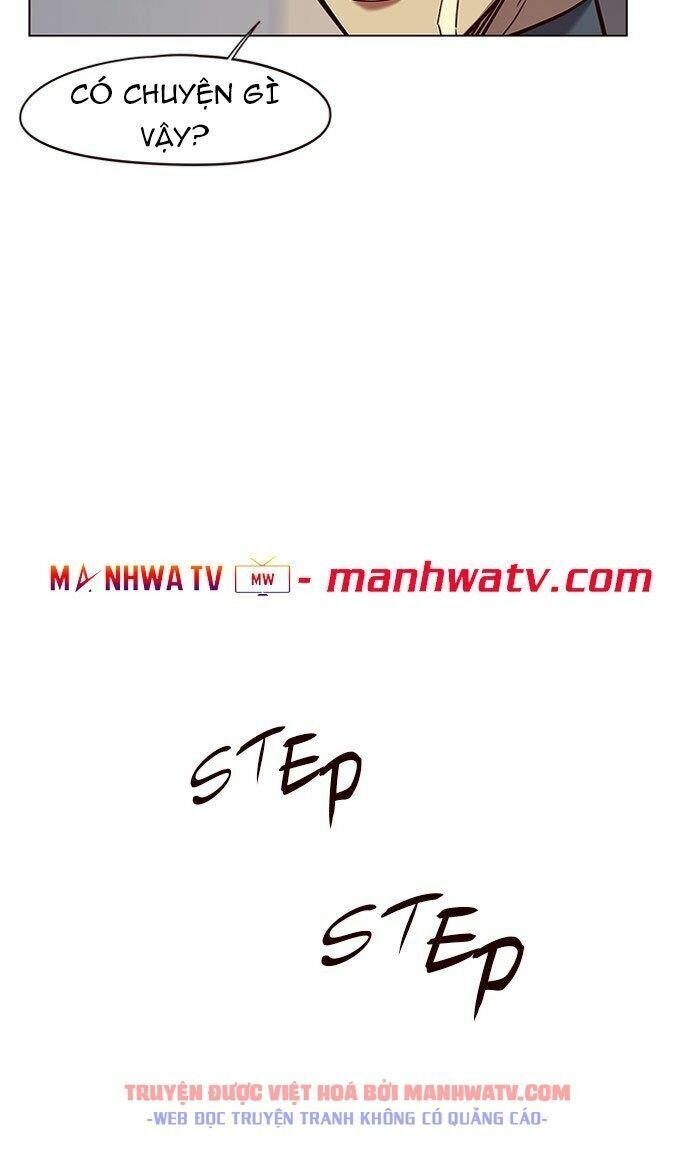 CÓ CHUYỆN GÌ
VẬY?
MANHWA TV MW - manhwatv.com
STEP
STEP
TRUYỆN ĐƯỢC VIỆT HOÁ BỞI MANHWATV.COM
-WEB ĐỌC TRUYỆN TRANH KHÔNG CÓ QUẢNG CÁO-